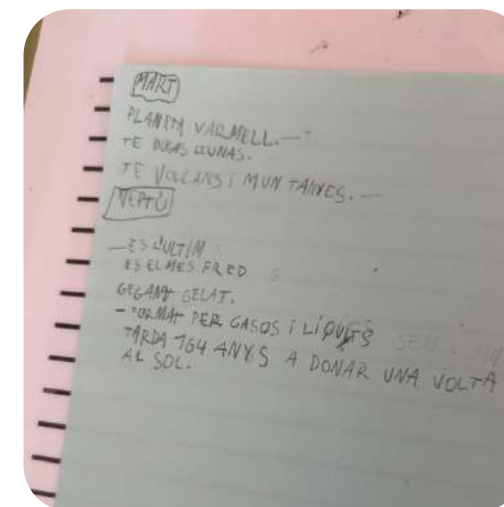 MART
PLANETA VARMELL.
TE DUGAS LLUNAS.
TE VOLCANS I MUNTANYES.
NEPTÚ
ES L'ULTIM
ES EL MES FRED
GEGANT GELAT.
- FORMAT PER GASOS I LÍQUITS
TARDA 164 ANYS A DONAR UNA VOLTA
AL SOL.